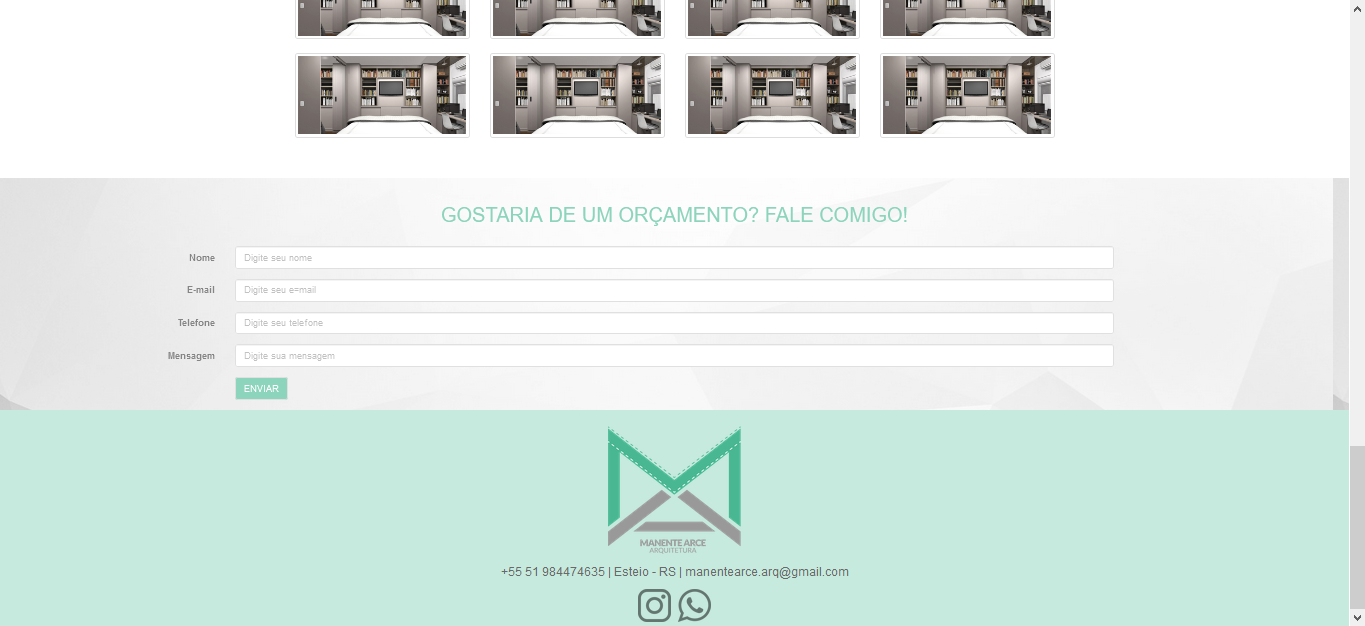 GOSTARIA DE UM ORÇAMENTO? FALE COMIGO!
Nome
Digite seu nome
E-mail
Digite seu e=mail
Telefone
Digite seu telefone
Mensagem
Digite sua mensagem
ENVIAR
MANENTE ARCE
ARQUITETURA
+55 51 984474635 | Esteio - RS | manentearce.arq@gmail.com